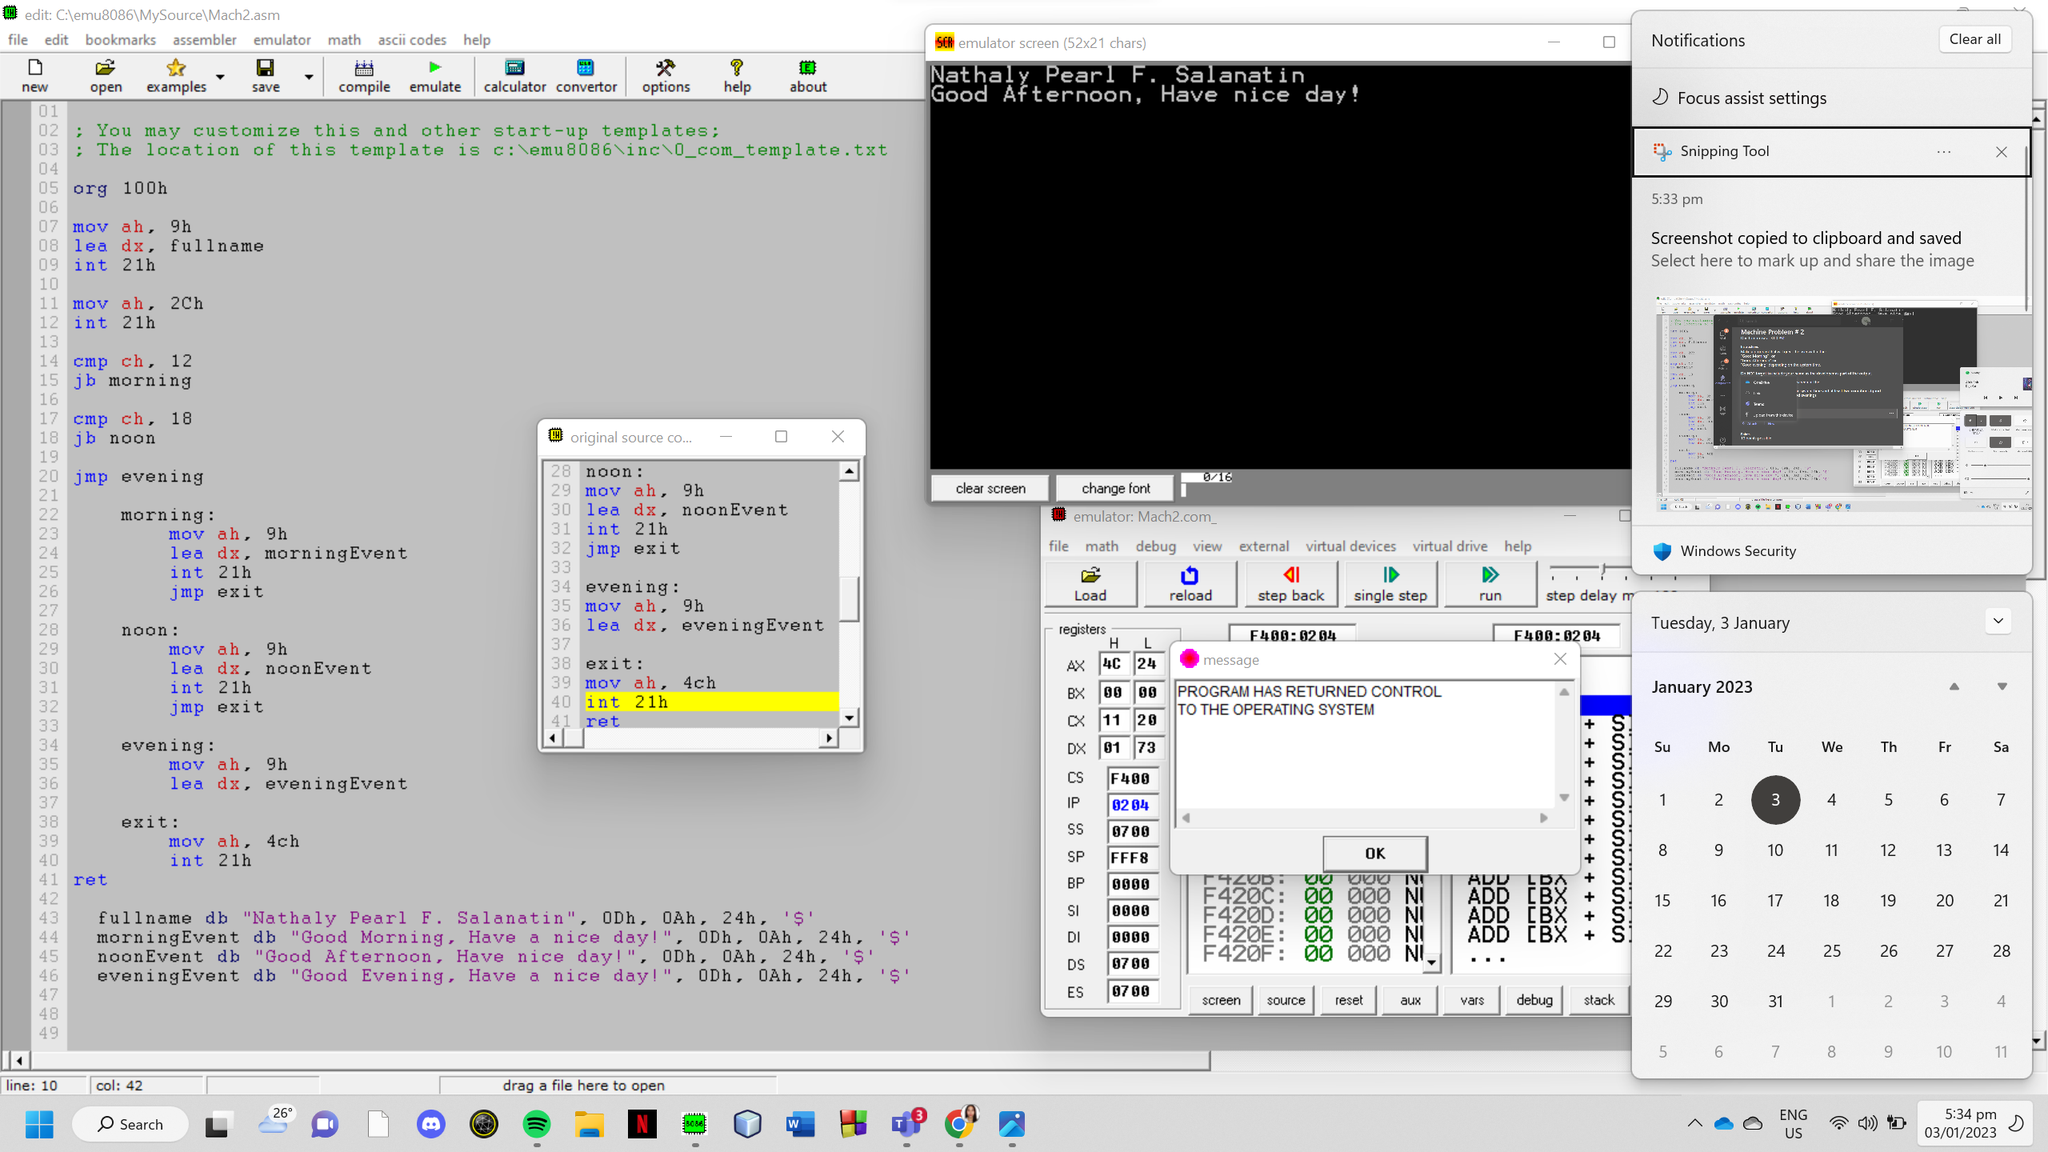 edit: C:\emu8086\MySource\Mach2.asm
file edit bookmarks assembler emulator math ascii codes help
new open examples save compile emulate calculator convertor options help about
01
02 ; You may customize this and other start-up templates;
03 ; The location of this template is c:\emu8086\inc\0_com_template.txt
04
05 org 100h
06
07 mov ah, 9h
08 lea dx, fullname
09 int 21h
10
11 mov ah, 2Ch
12 int 21h
13
14 cmp ch, 12
15 jb morning
16
17 cmp ch, 18
18 jb noon
19
20 jmp evening
21
22 morning:
23 mov ah, 9h
24 lea dx, morningEvent
25 int 21h
26 jmp exit
27
28 noon:
29 mov ah, 9h
30 lea dx, noonEvent
31 int 21h
32 jmp exit
33
34 evening:
35 mov ah, 9h
36 lea dx, eveningEvent
37
38 exit:
39 mov ah, 4ch
40 int 21h
41 ret
42
43 fullname db "Nathaly Pearl F. Salanatin", 0Dh, 0Ah, 24h, '$'
44 morningEvent db "Good Morning, Have a nice day!", 0Dh, 0Ah, 24h, '$'
45 noonEvent db "Good Afternoon, Have nice day!", 0Dh, 0Ah, 24h, '$'
46 eveningEvent db "Good Evening, Have a nice day!", 0Dh, 0Ah, 24h, '$'
47
48
49
line: 10 col: 42 drag a file here to open
original source co...
28 noon:
29 mov ah, 9h
30 lea dx, noonEvent
31 int 21h
32 jmp exit
33
34 evening:
35 mov ah, 9h
36 lea dx, eveningEvent
37
38 exit:
39 mov ah, 4ch
40 int 21h
41 ret
SCR emulator screen (52x21 chars)
Nathaly Pearl F. Salanatin
Good Afternoon, Have nice day!
clear screen change font 0/16
emulator: Mach2.com_
file math debug view external virtual devices virtual drive help
Load reload step back single step run
registers F400:0204 F400:0204
H L
AX 4C 24
BX 00 00
CX 11 20
DX 01 73
CS F400
IP 0204
SS 0700
SP FFF8
BP 0000
SI 0000
DI 0000
DS 0700
ES 0700
message
PROGRAM HAS RETURNED CONTROL
TO THE OPERATING SYSTEM
OK
F420B: 00 000 ADD [BX +
F420C: 00 000 ADD [BX +
F420D: 00 000 ADD [BX +
F420E: 00 000 ADD [BX +
F420F: 00 000 ...
screen source reset aux vars debug stack
Notifications Clear all
Focus assist settings
Snipping Tool
5:33 pm
Screenshot copied to clipboard and saved
Select here to mark up and share the image
Machine Problem # 2
Windows Security
Tuesday, 3 January
January 2023
Su Mo Tu We Th Fr Sa
1 2 3 4 5 6 7
8 9 10 11 12 13 14
15 16 17 18 19 20 21
22 23 24 25 26 27 28
29 30 31 1 2 3 4
5 6 7 8 9 10 11
Search
26°
3
ENG
US
5:34 pm
03/01/2023